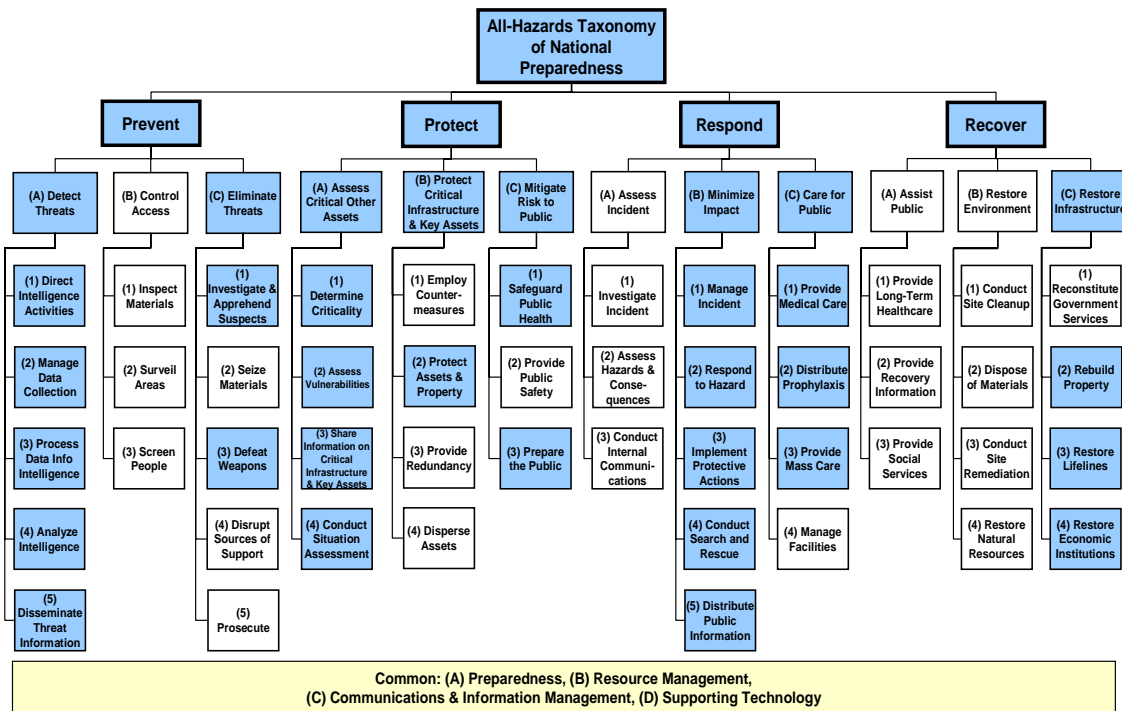 All-Hazards Taxonomy
of National
Preparedness
Prevent
Protect
Respond
Recover
(A) Detect
Threats
(B) Control
Access
(C) Eliminate
Threats
(A) Assess
Critical Other
Assets
(B) Protect
Critical
Infrastructure
& Key Assets
(C) Mitigate
Risk to
Public
(A) Assess
Incident
(B) Minimize
Impact
(C) Care for
Public
(A) Assist
Public
(B) Restore
Environment
(C) Restore
Infrastructure
(1) Direct
Intelligence
Activities
(1) Inspect
Materials
(1)
Investigate &
Apprehend
Suspects
(1)
Determine
Criticality
(1) Employ
Counter-
measures
(1)
Safeguard
Public
Health
(1)
Investigate
Incident
(1) Manage
Incident
(1) Provide
Medical Care
(1) Provide
Long-Term
Healthcare
(1) Conduct
Site Cleanup
(1)
Reconstitute
Government
Services
(2) Manage
Data
Collection
(2) Surveil
Areas
(2) Seize
Materials
(2) Assess
Vulnerabilities
(2) Protect
Assets &
Property
(2) Provide
Public
Safety
(2) Assess
Hazards &
Conse-
quences
(2) Respond
to Hazard
(2) Distribute
Prophylaxis
(2) Provide
Recovery
Information
(2) Dispose
of Materials
(2) Rebuild
Property
(3) Process
Data Info
Intelligence
(3) Screen
People
(3) Defeat
Weapons
(3) Share
Information on
Critical
Infrastructure
& Key Assets
(3) Provide
Redundancy
(3) Prepare
the Public
(3) Conduct
Internal
Communi-
cations
(3)
Implement
Protective
Actions
(3) Provide
Mass Care
(3) Provide
Social
Services
(3) Conduct
Site
Remediation
(3) Restore
Lifelines
(4) Analyze
Intelligence
(4) Disrupt
Sources of
Support
(4) Conduct
Situation
Assessment
(4) Disperse
Assets
(4) Conduct
Search and
Rescue
(4) Manage
Facilities
(4) Restore
Natural
Resources
(4) Restore
Economic
Institutions
(5)
Disseminate
Threat
Information
(5)
Prosecute
(5) Distribute
Public
Information
Common: (A) Preparedness, (B) Resource Management,
(C) Communications & Information Management, (D) Supporting Technology